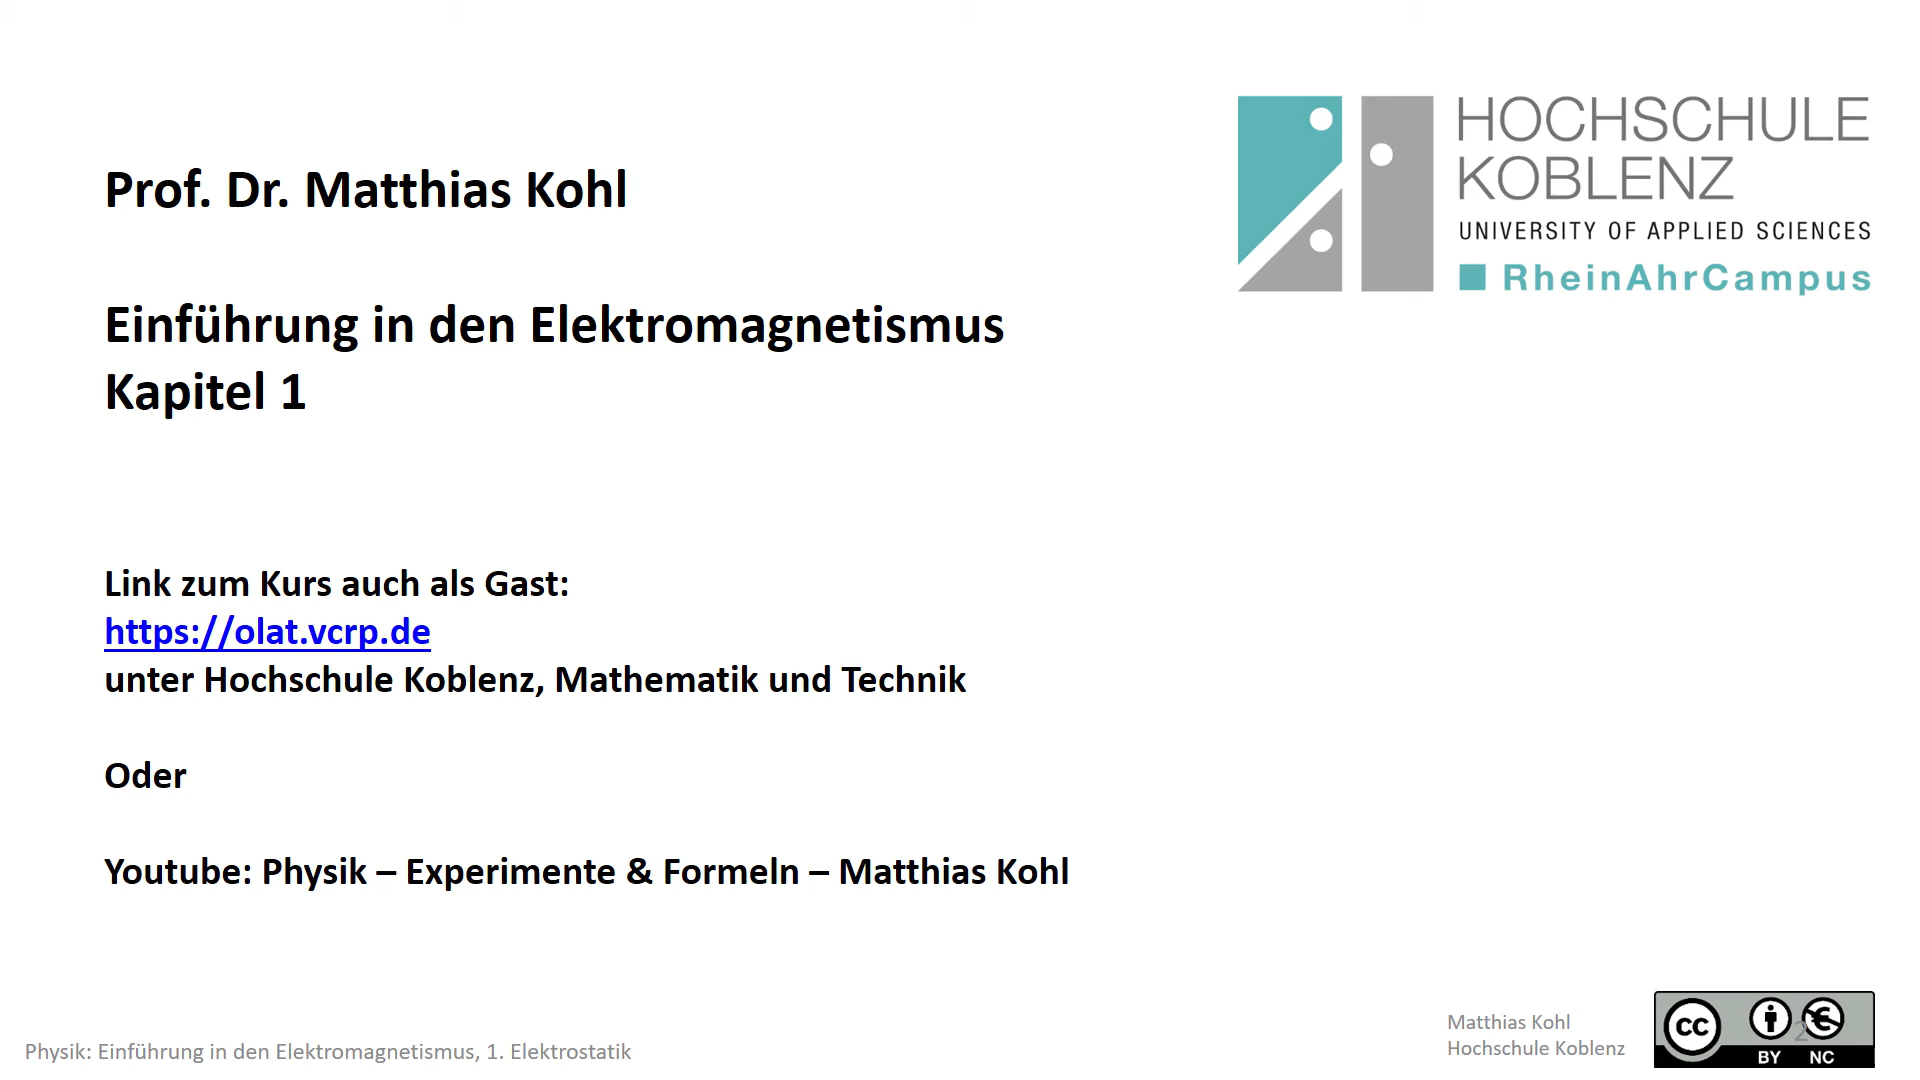 Prof. Dr. Matthias Kohl
Einführung in den Elektromagnetismus
Kapitel 1
Link zum Kurs auch als Gast:
https://olat.vcrp.de
unter Hochschule Koblenz, Mathematik und Technik
Oder
Youtube: Physik – Experimente & Formeln – Matthias Kohl
HOCHSCHULE
KOBLENZ
UNIVERSITY OF APPLIED SCIENCES
RheinAhrCampus
Physik: Einführung in den Elektromagnetismus, 1. Elektrostatik
Matthias Kohl
Hochschule Koblenz
cc 2 €
BY NC